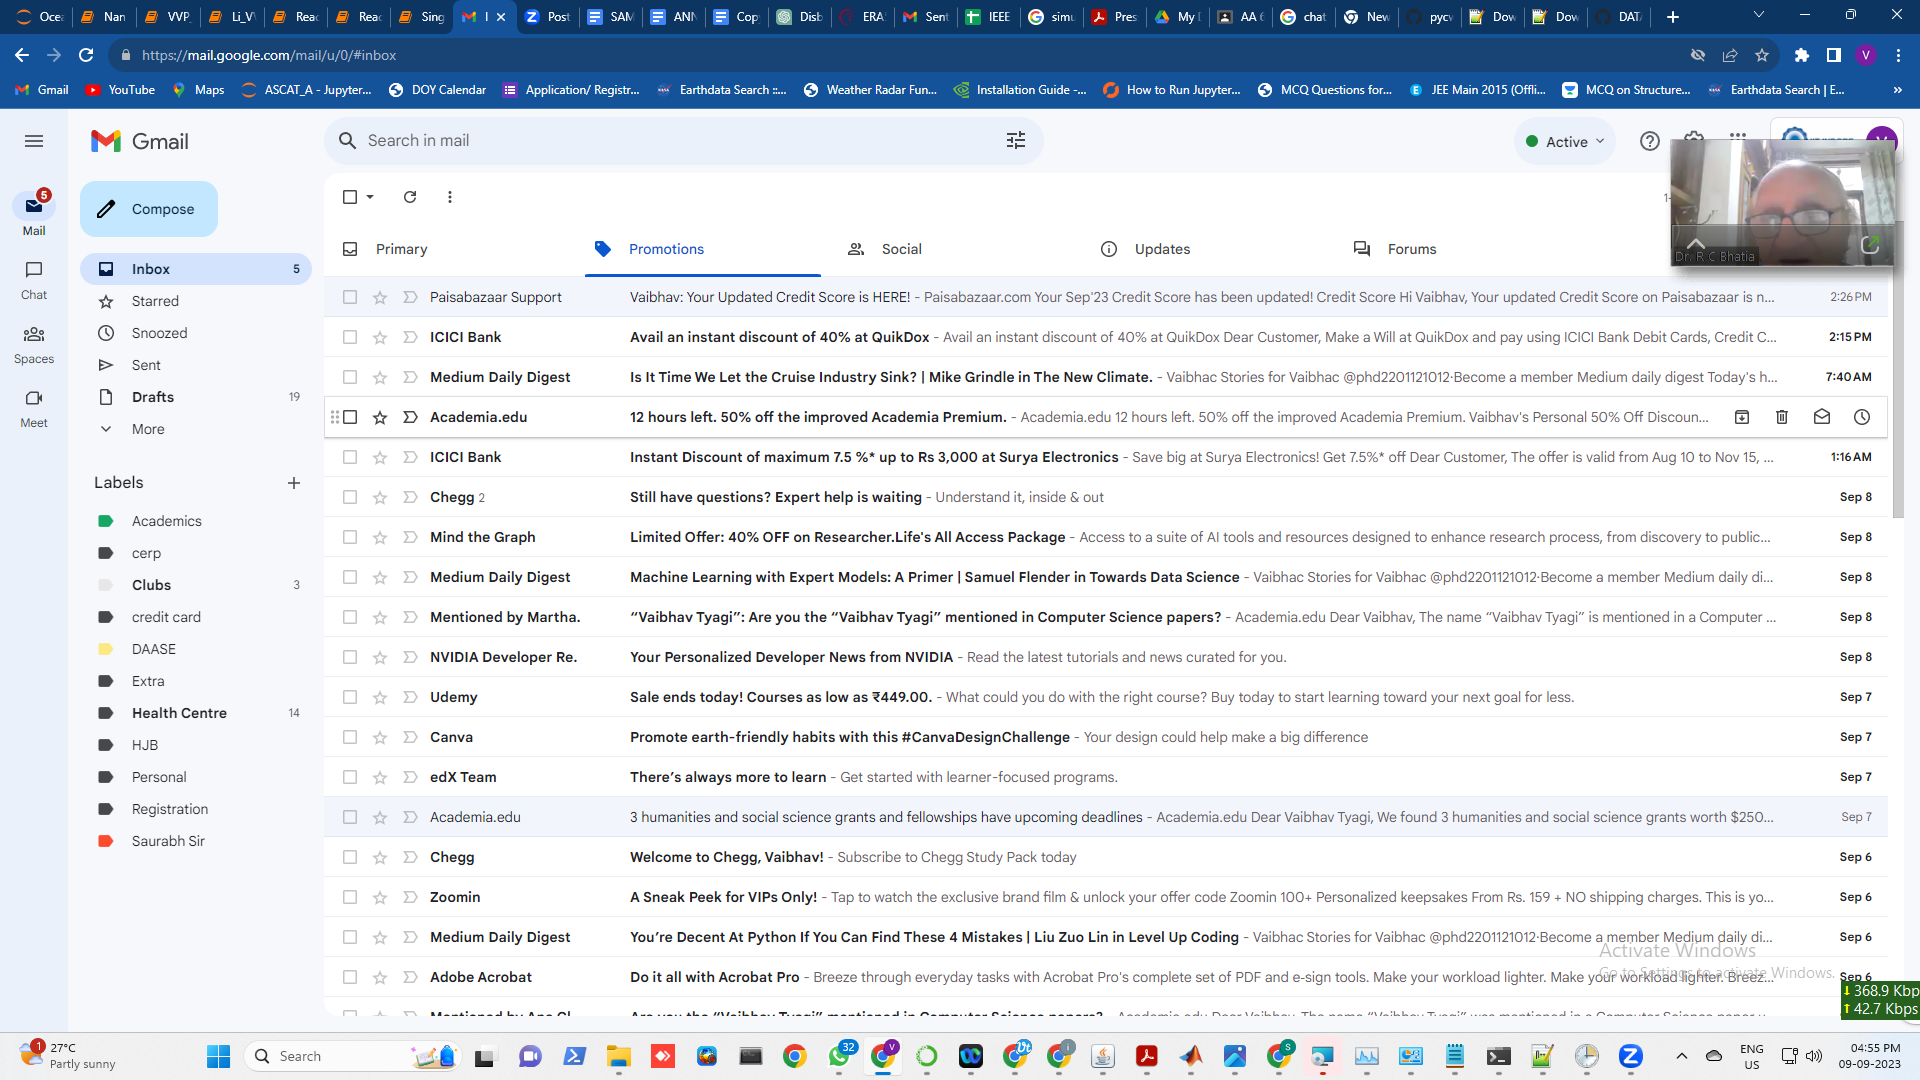 Ocea
Nan
VVP_
Li_V
Reac
Reac
Sing
I
Post
SAM
ANN
Cop
Disb
ERA
Sent
IEEE
simu
Pres
My D
AA 6
chat
New
pycw
Dow
Dow
DAT
https://mail.google.com/mail/u/0/#inbox
V
Gmail
YouTube
Maps
ASCAT_A - Jupyter...
DOY Calendar
Application/ Registr...
Earthdata Search ::...
Weather Radar Fun...
Installation Guide -...
How to Run Jupyter...
MCQ Questions for...
JEE Main 2015 (Offli...
MCQ on Structure...
Earthdata Search | E...
»
Gmail
Search in mail
Active
5
Mail
Chat
Spaces
Meet
Compose
Inbox 5
Starred
Snoozed
Sent
Drafts 19
More
Labels
Academics
cerp
Clubs 3
credit card
DAASE
Extra
Health Centre 14
HJB
Personal
Registration
Saurabh Sir
Dr. R C Bhatia
Primary
Promotions
Social
Updates
Forums
Paisabazaar Support Vaibhav: Your Updated Credit Score is HERE! - Paisabazaar.com Your Sep'23 Credit Score has been updated! Credit Score Hi Vaibhav, Your updated Credit Score on Paisabazaar is n... 2:26 PM
ICICI Bank Avail an instant discount of 40% at QuikDox - Avail an instant discount of 40% at QuikDox Dear Customer, Make a Will at QuikDox and pay using ICICI Bank Debit Cards, Credit C... 2:15 PM
Medium Daily Digest Is It Time We Let the Cruise Industry Sink? | Mike Grindle in The New Climate. - Vaibhac Stories for Vaibhac @phd2201121012·Become a member Medium daily digest Today's h... 7:40 AM
Academia.edu 12 hours left. 50% off the improved Academia Premium. - Academia.edu 12 hours left. 50% off the improved Academia Premium. Vaibhav's Personal 50% Off Discoun...
ICICI Bank Instant Discount of maximum 7.5 %* up to Rs 3,000 at Surya Electronics - Save big at Surya Electronics! Get 7.5%* off Dear Customer, The offer is valid from Aug 10 to Nov 15, ... 1:16 AM
Chegg 2 Still have questions? Expert help is waiting - Understand it, inside & out Sep 8
Mind the Graph Limited Offer: 40% OFF on Researcher.Life's All Access Package - Access to a suite of AI tools and resources designed to enhance research process, from discovery to public... Sep 8
Medium Daily Digest Machine Learning with Expert Models: A Primer | Samuel Flender in Towards Data Science - Vaibhac Stories for Vaibhac @phd2201121012·Become a member Medium daily di... Sep 8
Mentioned by Martha. “Vaibhav Tyagi”: Are you the “Vaibhav Tyagi” mentioned in Computer Science papers? - Academia.edu Dear Vaibhav, The name “Vaibhav Tyagi” is mentioned in a Computer ... Sep 8
NVIDIA Developer Re. Your Personalized Developer News from NVIDIA - Read the latest tutorials and news curated for you. Sep 8
Udemy Sale ends today! Courses as low as ₹449.00. - What could you do with the right course? Buy today to start learning toward your next goal for less. Sep 7
Canva Promote earth-friendly habits with this #CanvaDesignChallenge - Your design could help make a big difference Sep 7
edX Team There’s always more to learn - Get started with learner-focused programs. Sep 7
Academia.edu 3 humanities and social science grants and fellowships have upcoming deadlines - Academia.edu Dear Vaibhav Tyagi, We found 3 humanities and social science grants worth $250... Sep 7
Chegg Welcome to Chegg, Vaibhav! - Subscribe to Chegg Study Pack today Sep 6
Zoomin A Sneak Peek for VIPs Only! - Tap to watch the exclusive brand film & unlock your offer code Zoomin 100+ Personalized keepsakes From Rs. 159 + NO shipping charges. This is yo... Sep 6
Medium Daily Digest You’re Decent At Python If You Can Find These 4 Mistakes | Liu Zuo Lin in Level Up Coding - Vaibhac Stories for Vaibhac @phd2201121012·Become a member Medium daily di... Sep 6
Adobe Acrobat Do it all with Acrobat Pro - Breeze through everyday tasks with Acrobat Pro's complete set of PDF and e-sign tools. Make your workload lighter. Make your workload lighter. Breez... Sep 6
Activate Windows
Go to Settings to activate Windows.
368.9 Kbp
42.7 Kbps
1
27°C
Partly sunny
Search
32
ENG
US
04:55 PM
09-09-2023